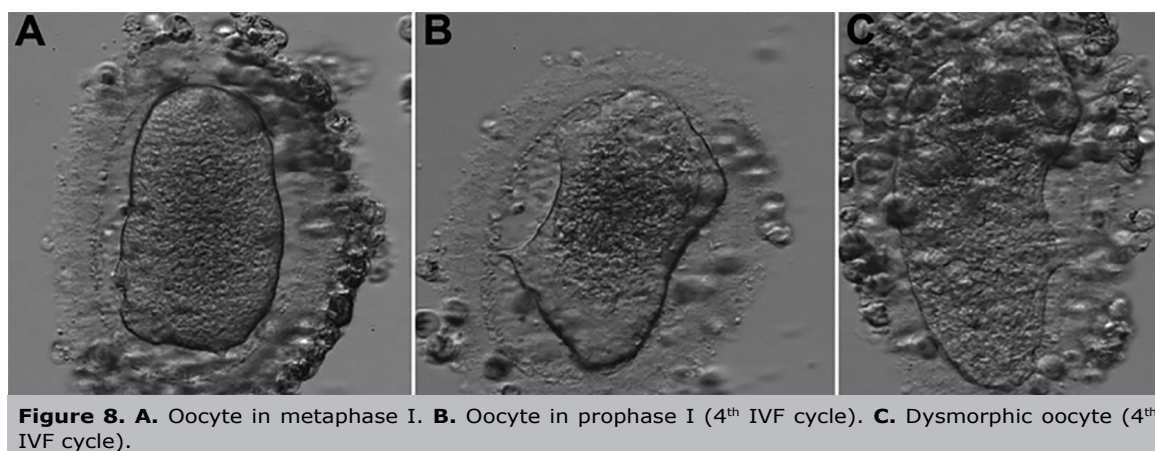 A B C
Figure 8. A. Oocyte in metaphase I. B. Oocyte in prophase I (4th IVF cycle). C. Dysmorphic oocyte (4th
IVF cycle).